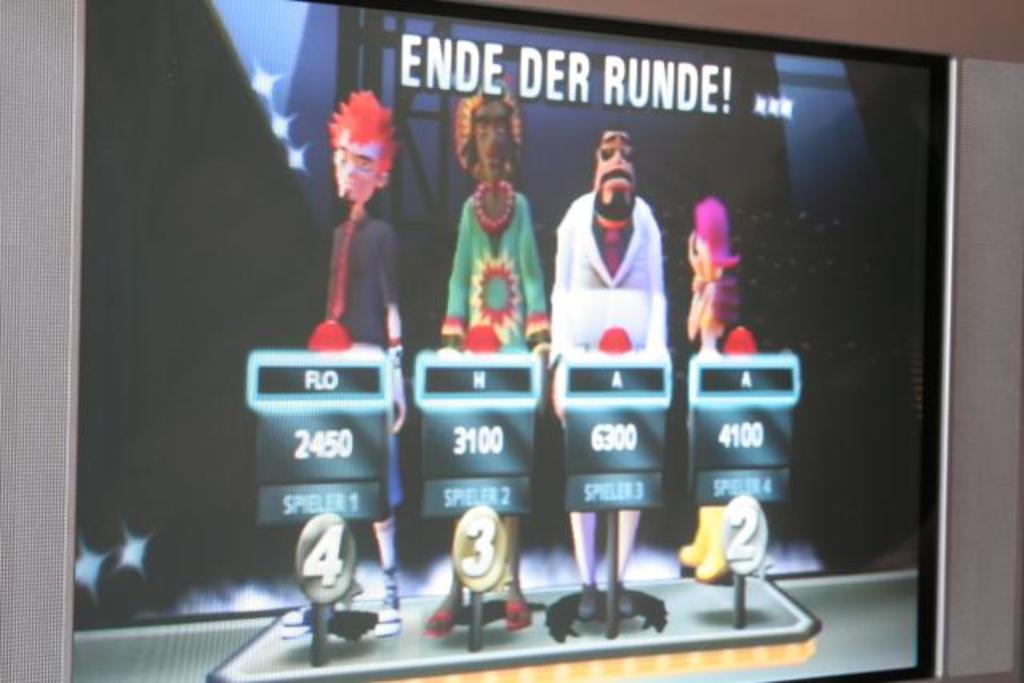 ENDE DER RUNDE!
FLO H A A
2450 3100 6300 4100
SPIELER 1 SPIELER 2 SPIELER 3 SPIELER 4
4 3 2